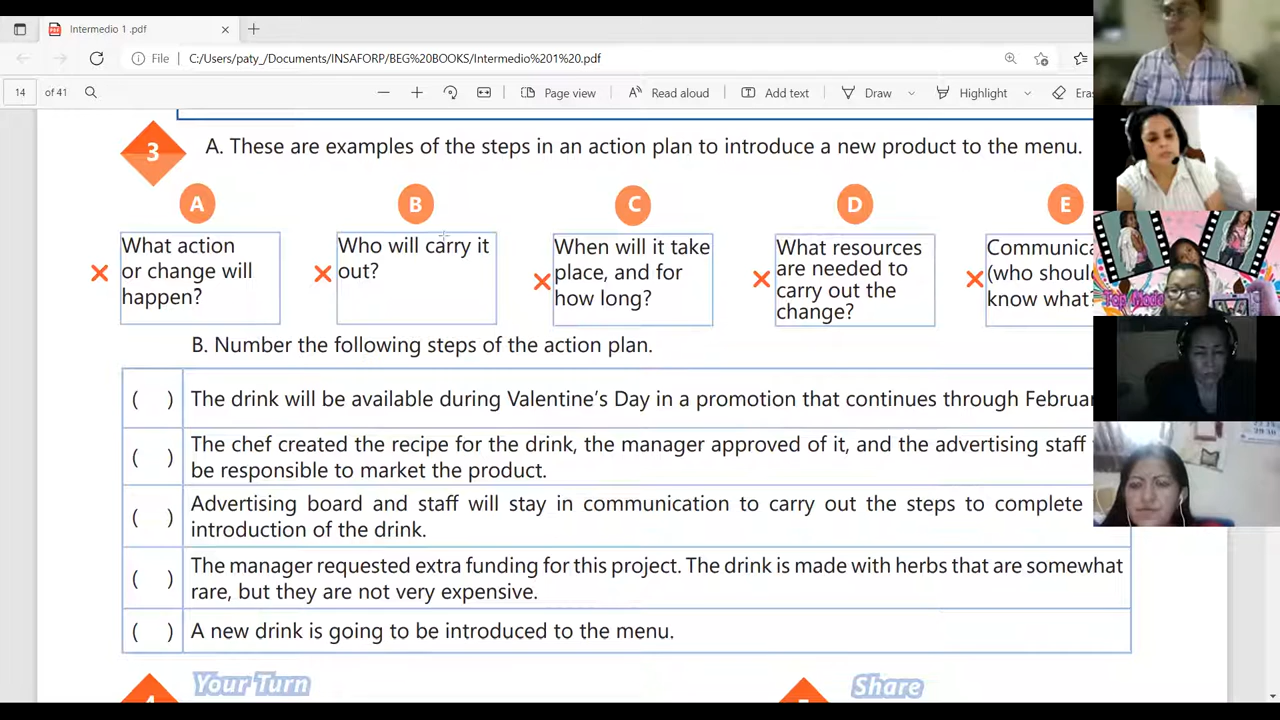 Intermedio 1 .pdf
File
C:/Users/paty_/Documents/INSAFORP/BEG%20BOOKS/Intermedio%201%20.pdf
14 of 41
Page view
Read aloud
Add text
Draw
Highlight
3
A. These are examples of the steps in an action plan to introduce a new product to the menu.
A
B
C
D
E
What action
or change will
happen?
Who will carry it
out?
When will it take
place, and for
how long?
What resources
are needed to
carry out the
change?
(who
know what?
B. Number the following steps of the action plan.
( ) The drink will be available during Valentine's Day in a promotion that continues through
( ) The chef created the recipe for the drink, the manager approved of it, and the advertising staff
be responsible to market the product.
( ) Advertising board and staff will stay in communication to carry out the steps to complete
introduction of the drink.
( ) The manager requested extra funding for this project. The drink is made with herbs that are somewhat
rare, but they are not very expensive.
( ) A new drink is going to be introduced to the menu.
Your Turn
Share